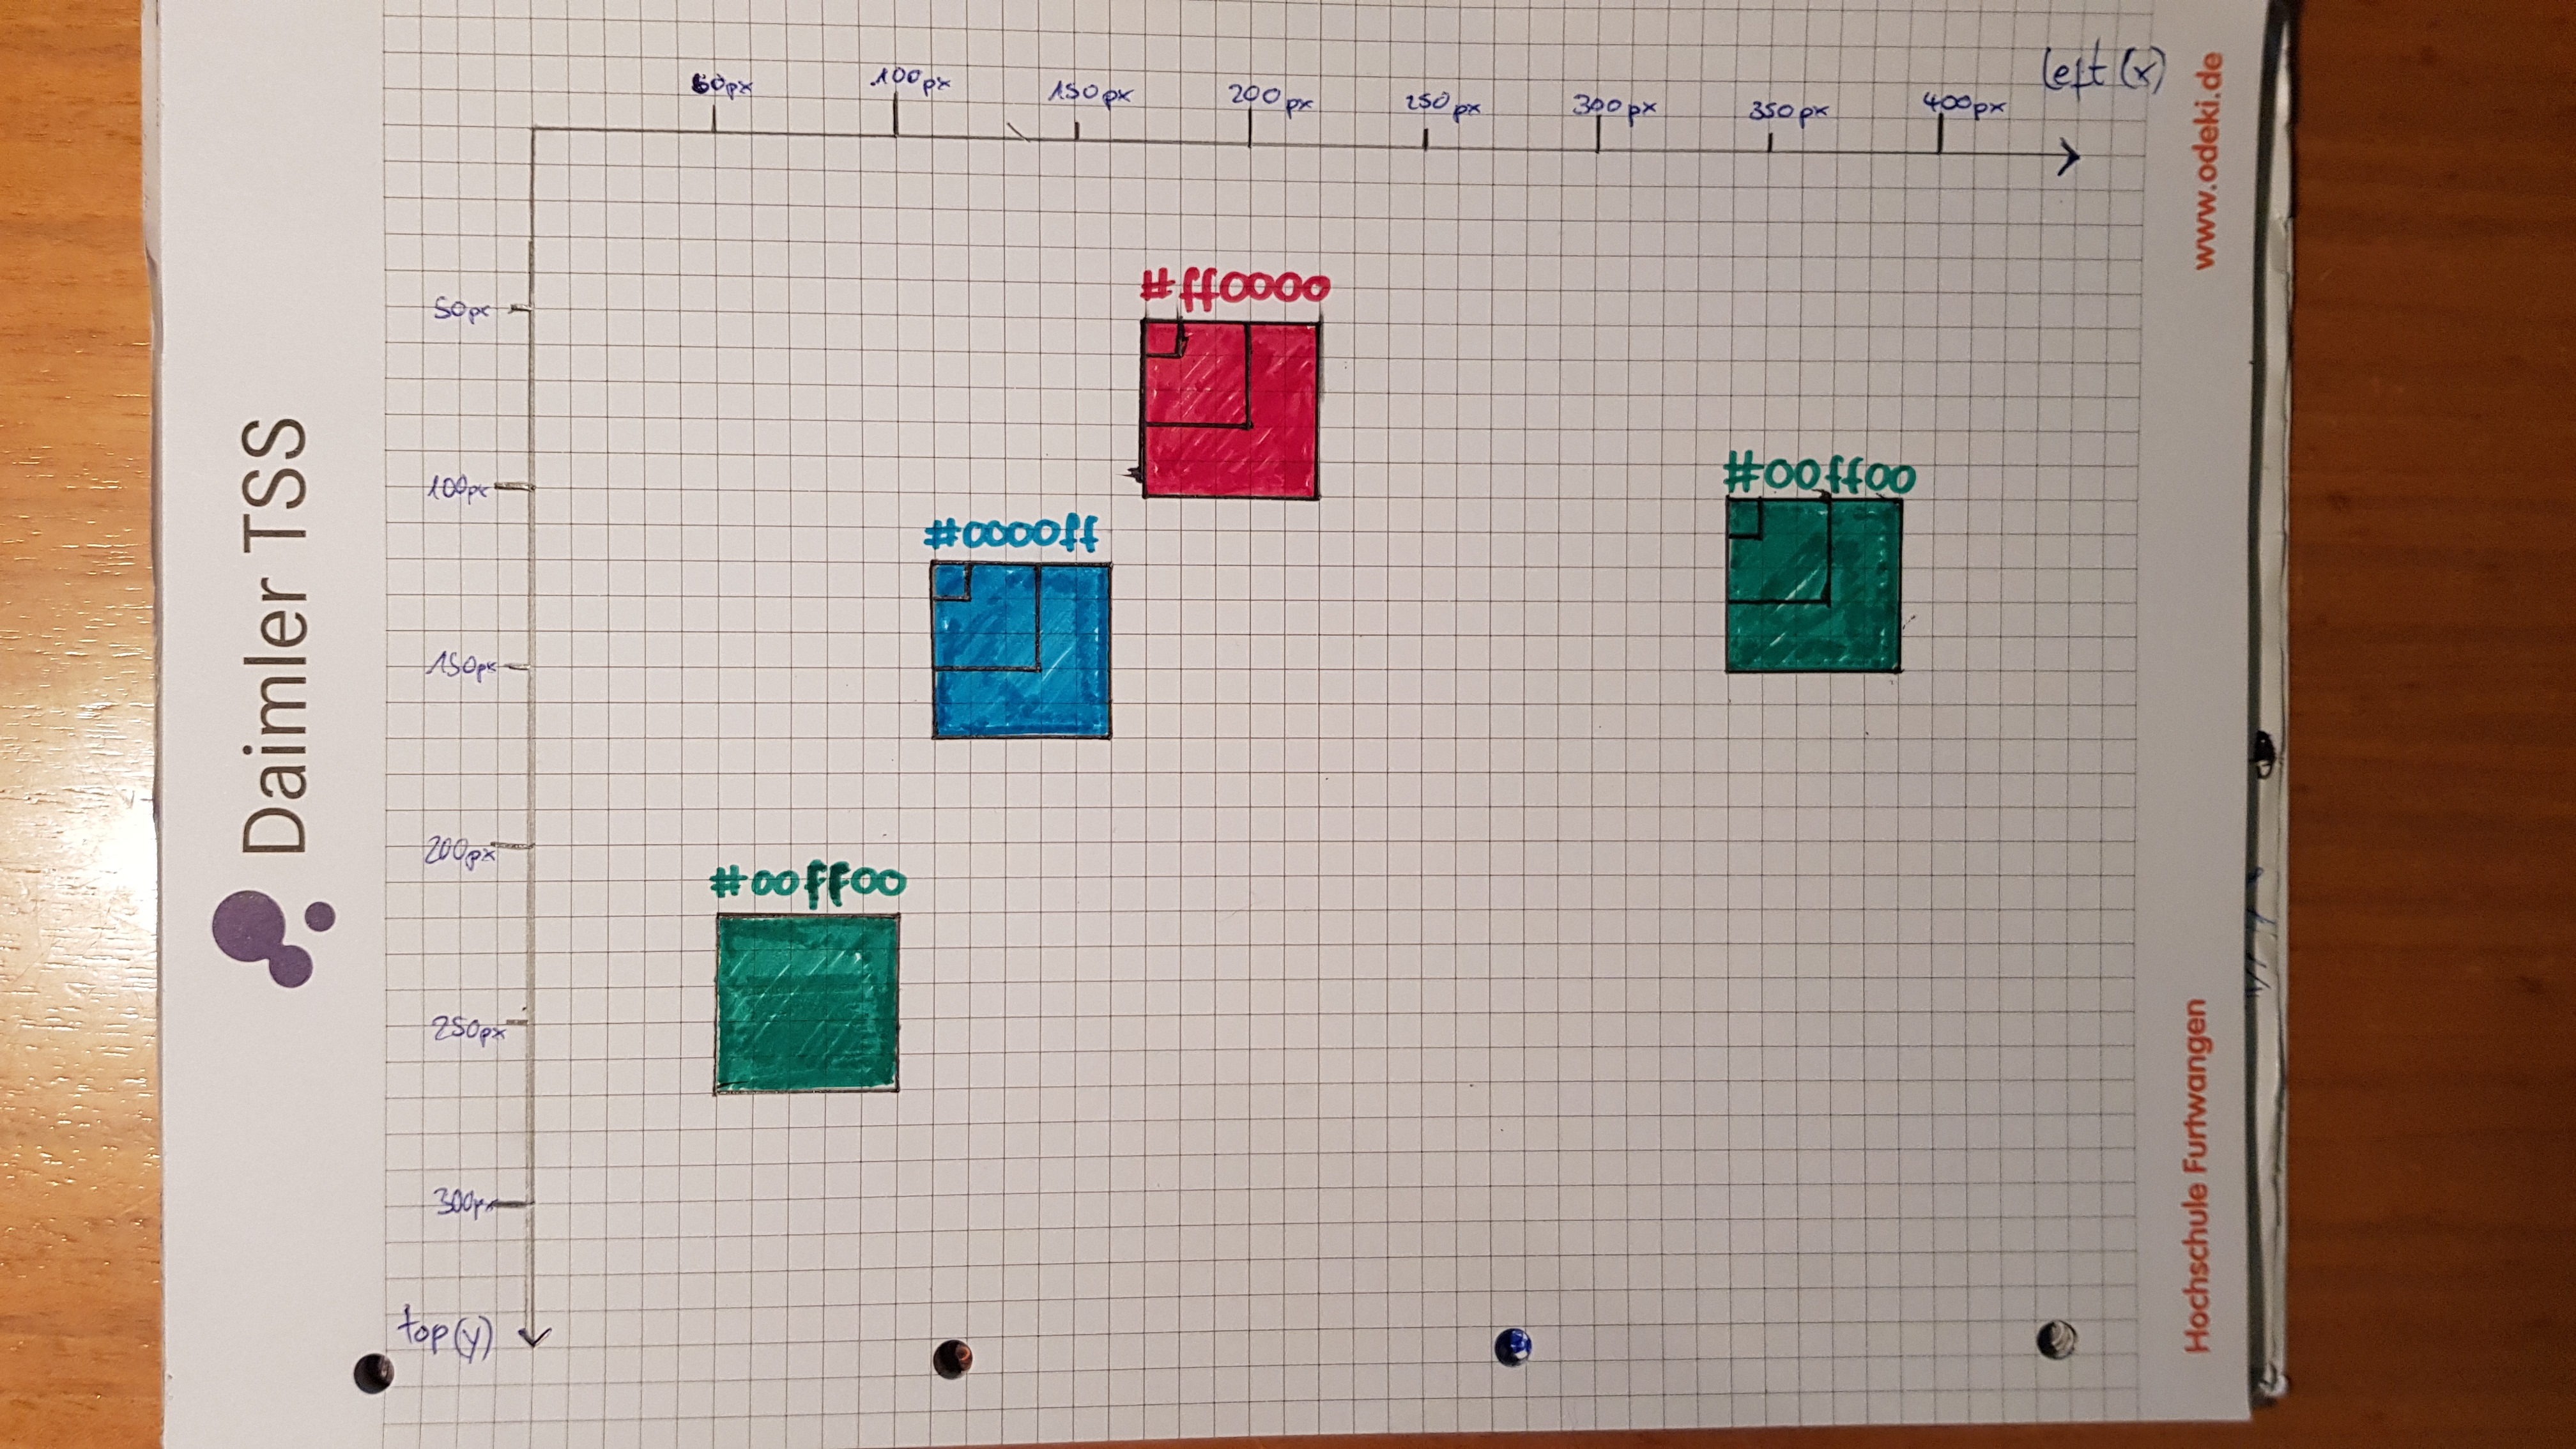 left (x)
50px
100px
150px
200px
250px
300px
350px
400px
50px
100px
150px
200px
250px
300px
top(y)
#ff0000
#00ff00
#0000ff
#00ff00
Daimler TSS
www.odeki.de
Hochschule Furtwangen